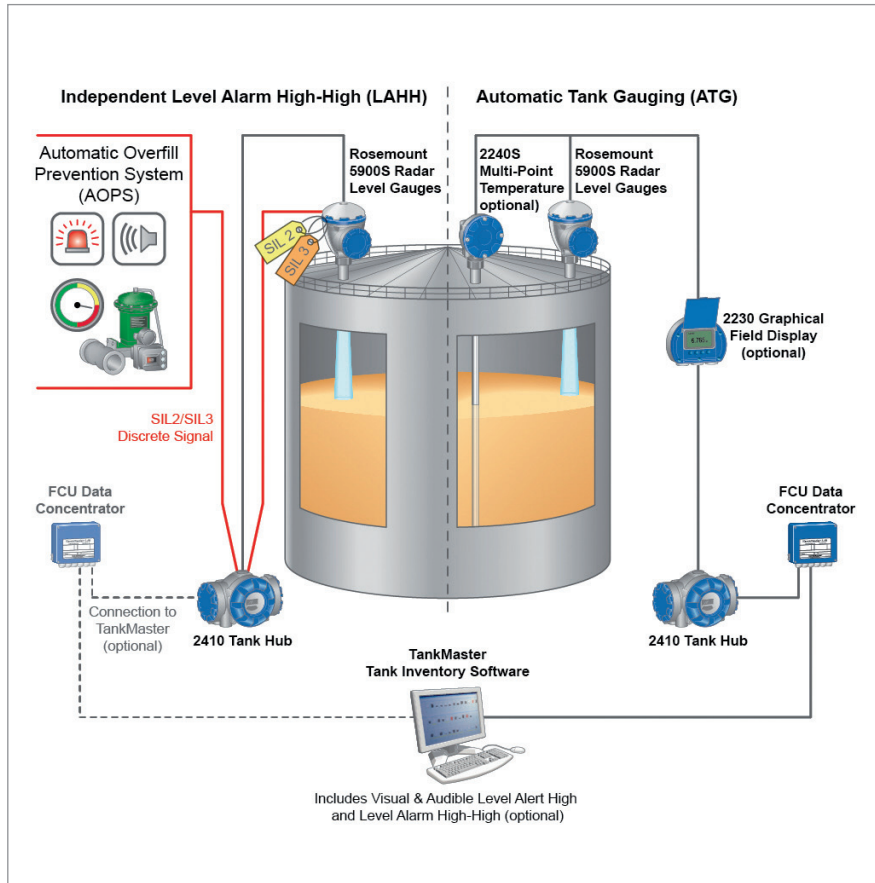 Independent Level Alarm High-High (LAHH)
Automatic Tank Gauging (ATG)
Automatic Overfill
Prevention System
(AOPS)
Rosemount
5900S Radar
Level Gauges
2240S
Multi-Point
Temperature
optional)
Rosemount
5900S Radar
Level Gauges
SIL 2
SIL 3
2230 Graphical
Field Display
(optional)
SIL2/SIL3
Discrete Signal
FCU Data
Concentrator
FCU Data
Concentrator
Connection to
TankMaster
(optional)
2410 Tank Hub
2410 Tank Hub
TankMaster
Tank Inventory Software
Includes Visual & Audible Level Alert High
and Level Alarm High-High (optional)